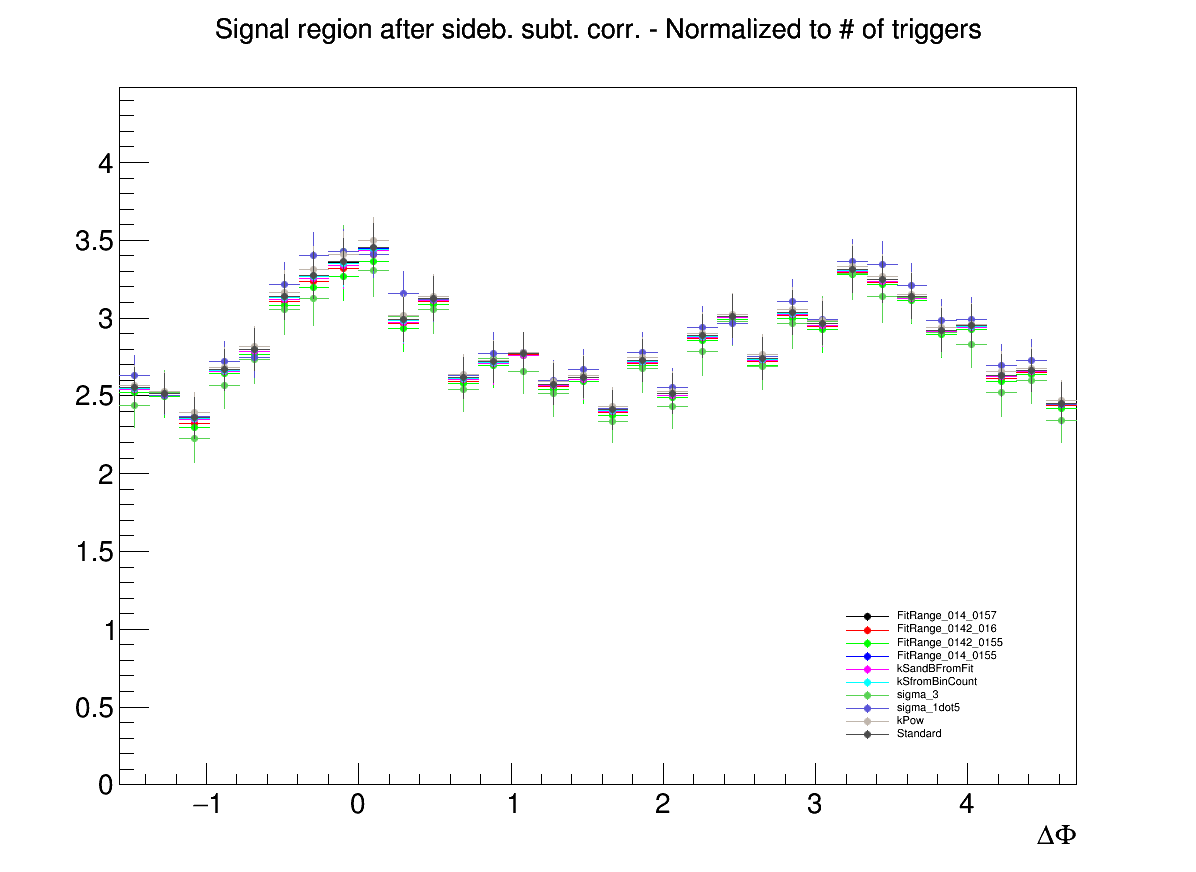 Signal region after sideb. subt. corr. - Normalized to # of triggers
4
3.5
3
2.5
2
1.5
1
0.5
0
FitRange_014_0157
FitRange_0142_016
FitRange_0142_0155
FitRange_014_0155
kSandBFromFit
kSfromBinCount
sigma_3
sigma_1dot5
kPow
Standard
−1 0 1 2 3 4
ΔΦ